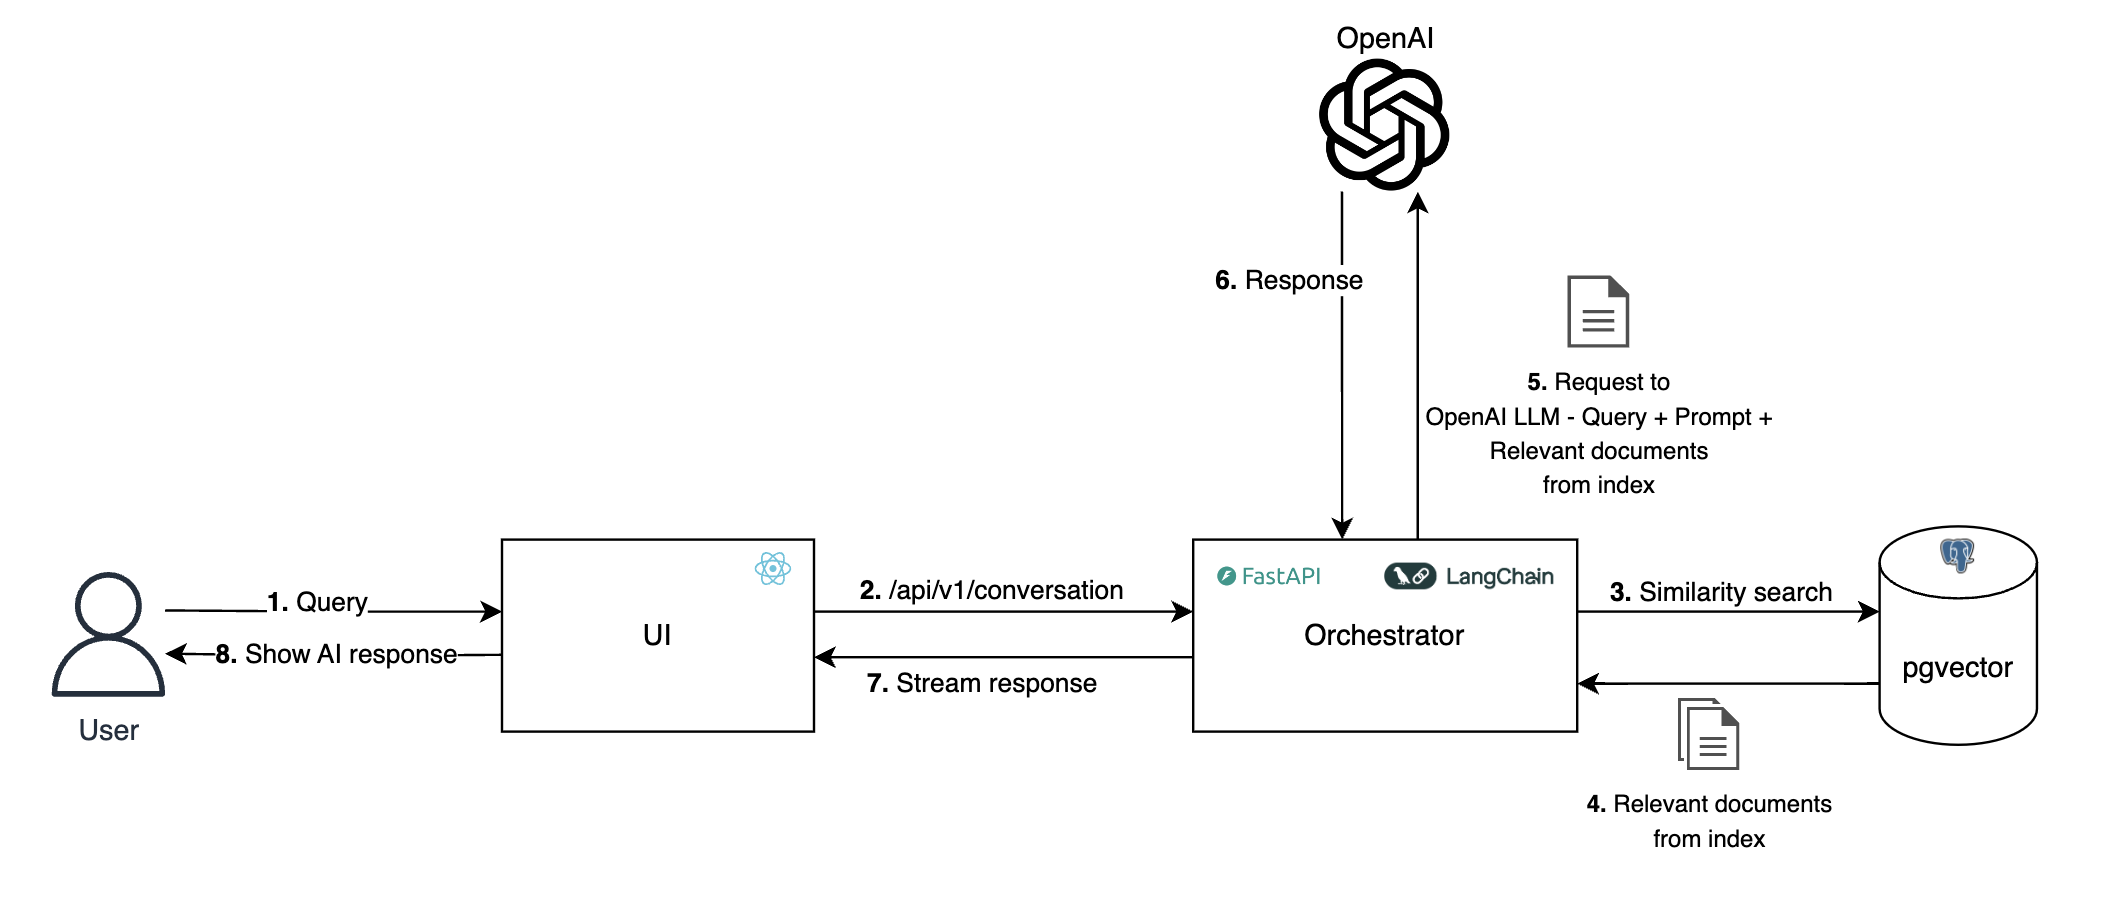 OpenAI
6. Response
5. Request to
OpenAI LLM - Query + Prompt +
Relevant documents
from index
FastAPI
LangChain
1. Query
2. /api/v1/conversation
3. Similarity search
UI
Orchestrator
8. Show AI response
pgvector
7. Stream response
User
4. Relevant documents
from index